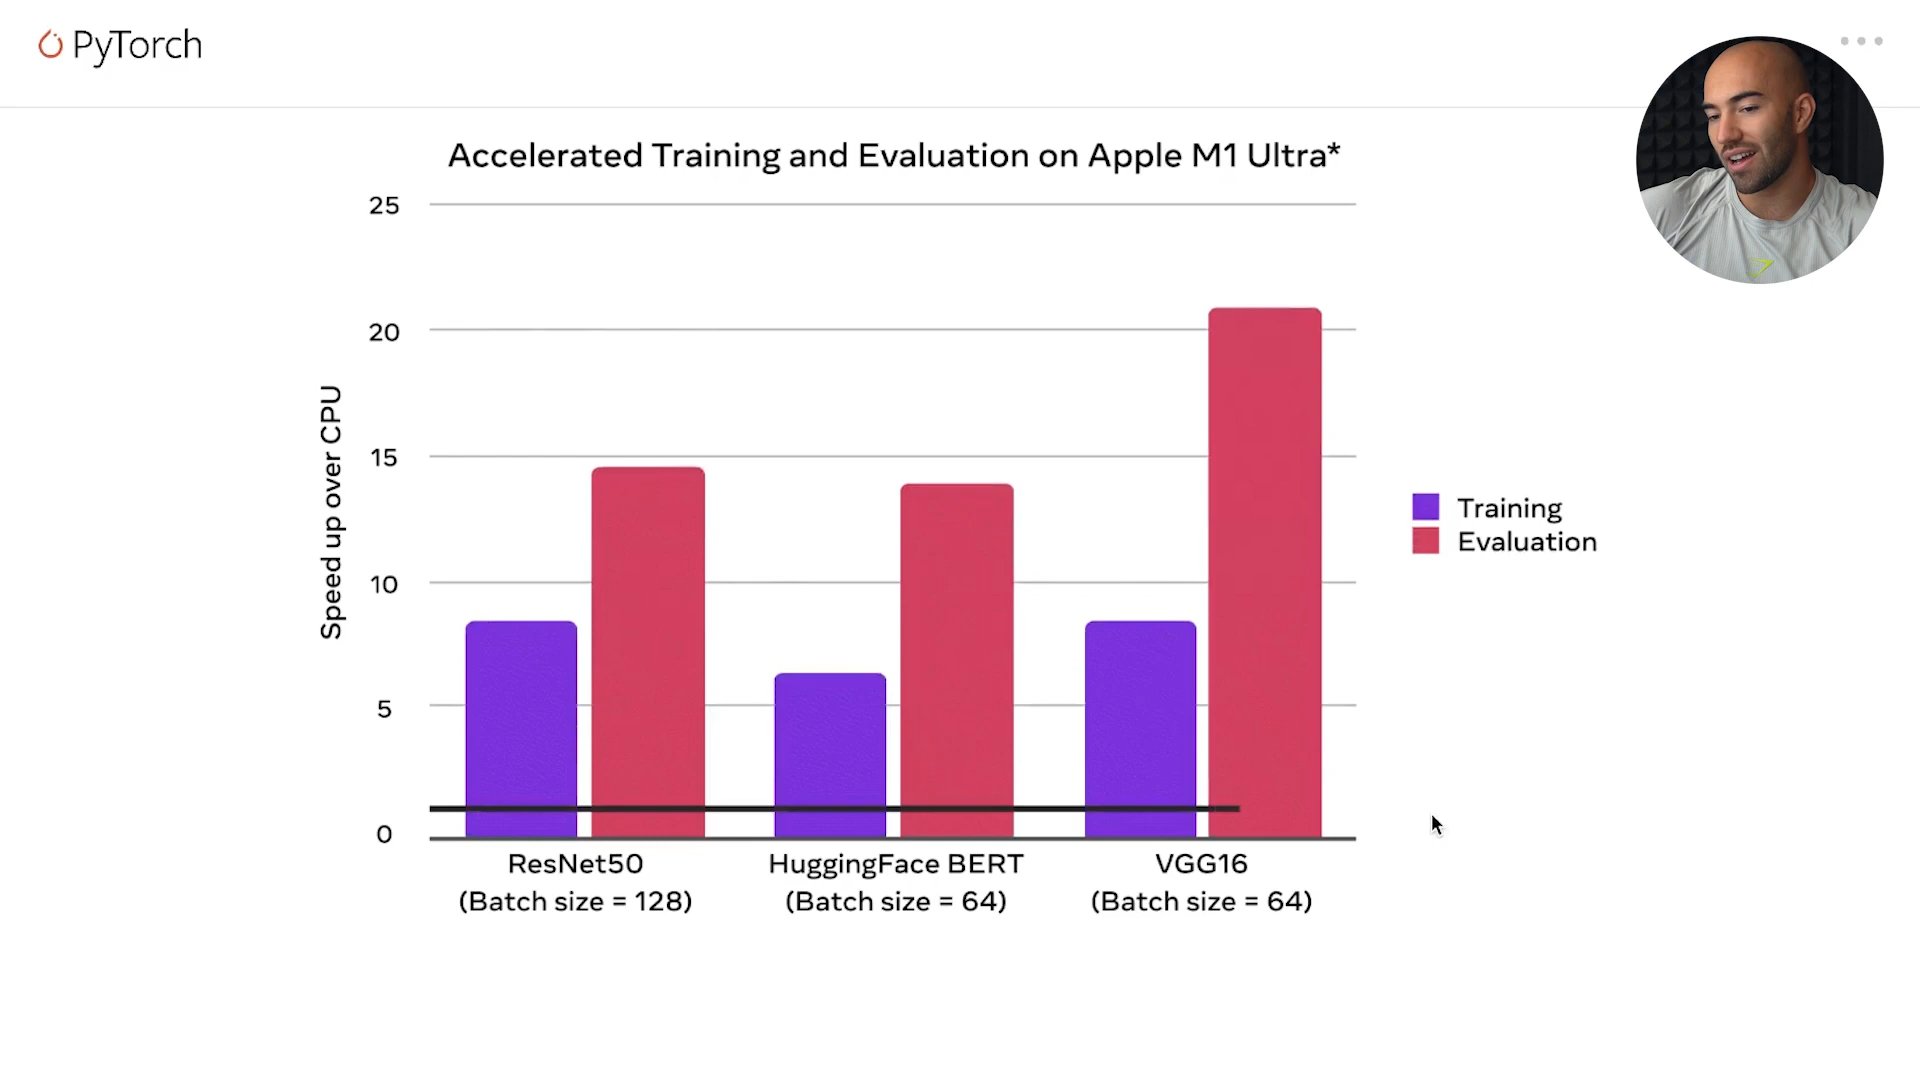 PyTorch
Accelerated Training and Evaluation on Apple M1 Ultra*
25
20
15
10
5
0
Speed up over CPU
Training
Evaluation
ResNet50
(Batch size = 128)
HuggingFace BERT
(Batch size = 64)
VGG16
(Batch size = 64)